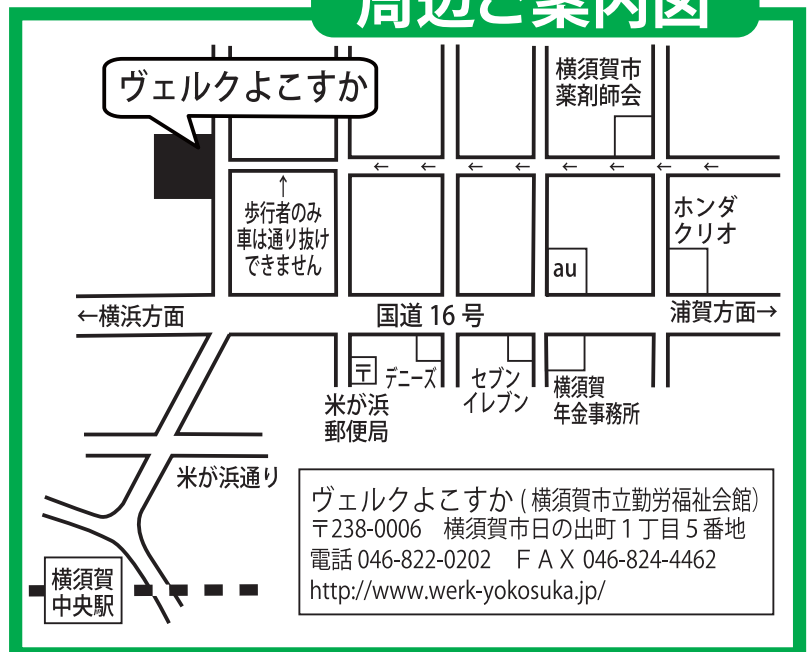 周辺ご案内図
ヴェルクよこすか
横須賀市
薬剤師会
← ← ← ← ← ← ← ←
↑
歩行者のみ
車は通り抜け
できません
ホンダ
クリオ
au
←横浜方面
国道 16 号
浦賀方面→
〒
米が浜
郵便局
デニーズ
セブン
イレブン
横須賀
年金事務所
米が浜通り
横須賀
中央駅
ヴェルクよこすか ( 横須賀市立勤労福祉会館)
〒238-0006　横須賀市日の出町 1 丁目 5 番地
電話 046-822-0202　ＦＡＸ 046-824-4462
http://www.werk-yokosuka.jp/